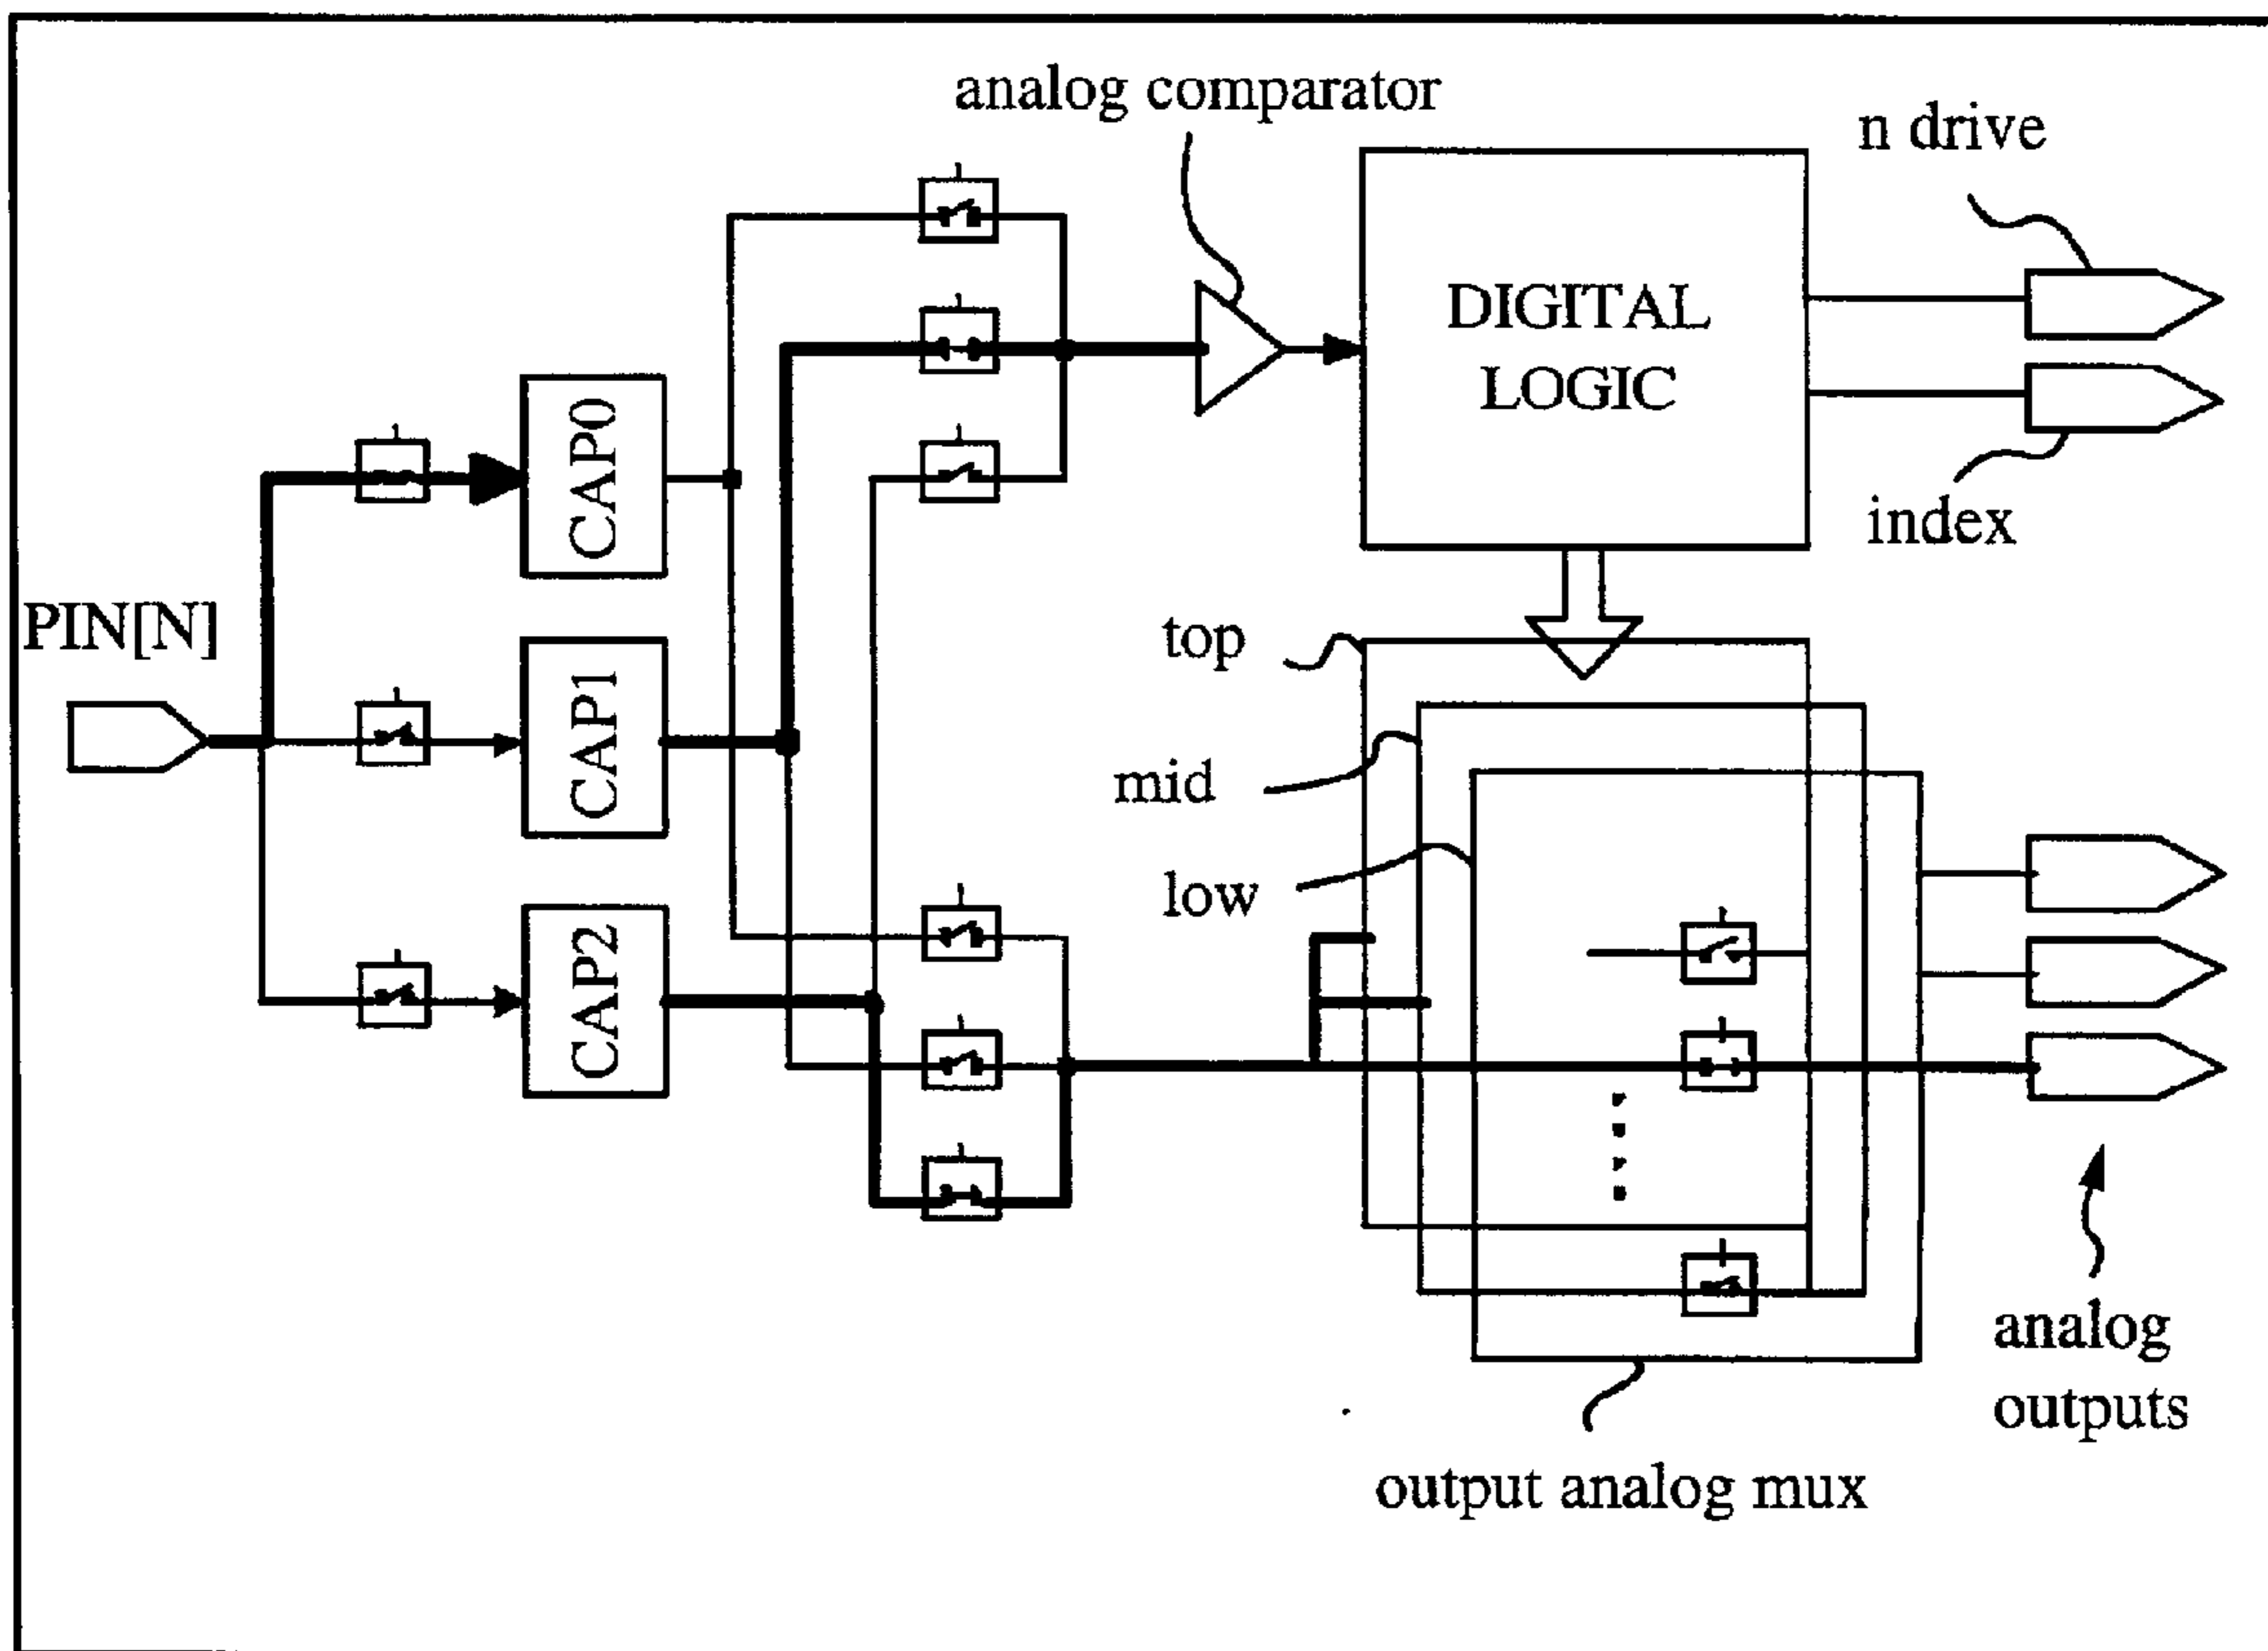 analog comparator
n drive
DIGITAL
LOGIC
index
CAP0
PIN[N]
top
CAP1
mid
low
CAP2
analog
outputs
output analog mux